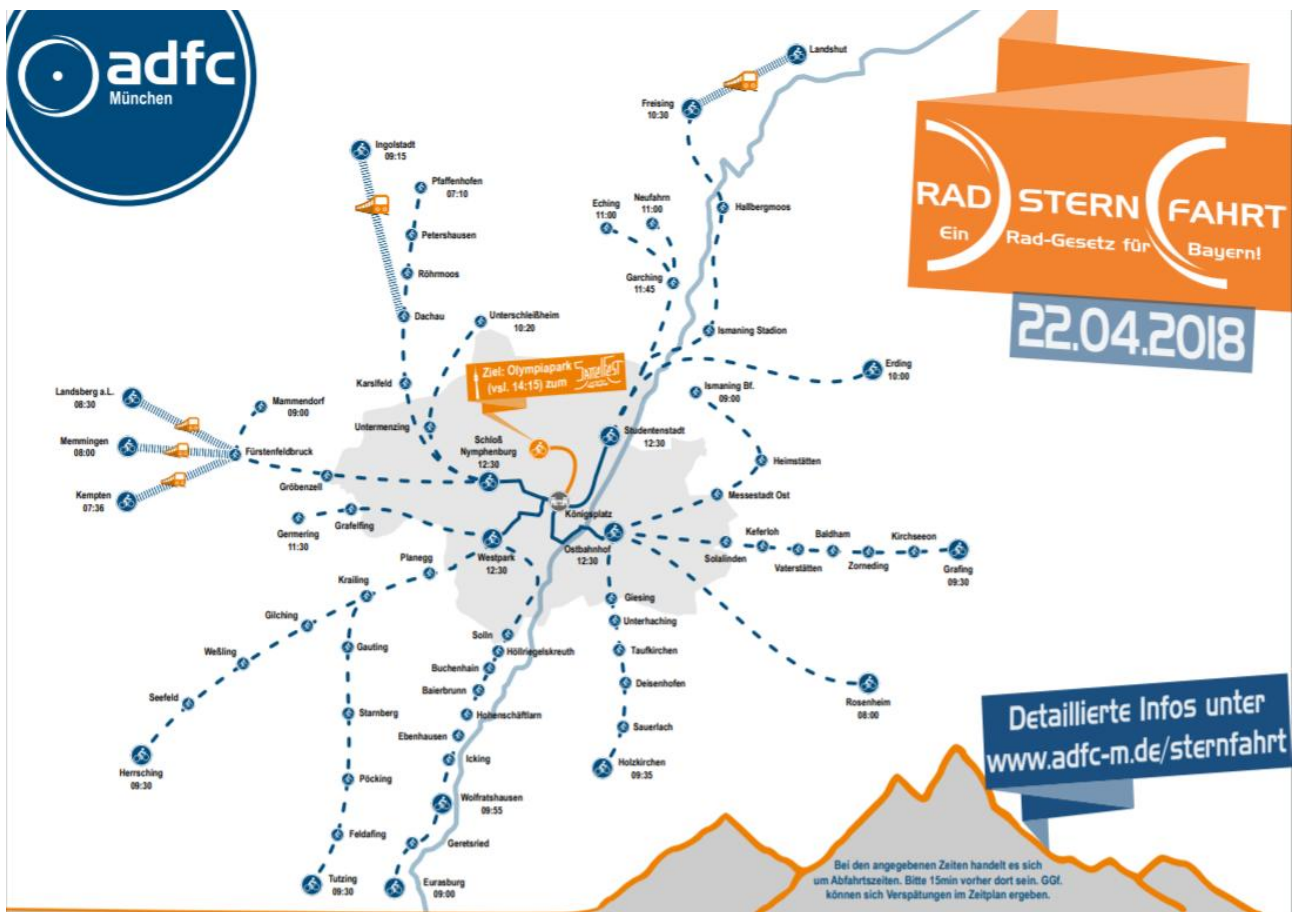 adfc
München
RAD STERN FAHRT
Ein Rad-Gesetz für Bayern!
22.04.2018
Landshut
Freising
10:30
Hallbergmoos
Ismaning Stadion
Ingolstadt
09:15
Pfaffenhofen
07:10
Petershausen
Röhrmoos
Dachau
Karslfeld
Unterschleißheim
10:20
Untermenzing
Eching
11:00
Neufahrn
11:00
Garching
11:45
Erding
10:00
Ziel: Olympiapark
(vsl. 14:15) zum
Landsberg a.L.
08:30
Memmingen
08:00
Kempten
07:36
Mammendorf
09:00
Fürstenfeldbruck
Gröbenzell
Schloß
Nymphenburg
12:30
Studentenstadt
12:30
Ismaning Bf.
09:00
Heimstätten
Messestadt Ost
Königsplatz
Germering
11:30
Grafelfing
Westpark
12:30
Ostbahnhof
12:30
Solalinden
Keferloh
Vaterstätten
Baldham
Zorneding
Kirchseeon
Grafing
09:30
Planegg
Krailing
Gilching
Weßling
Seefeld
Herrsching
09:30
Gauting
Starnberg
Pöcking
Feldafing
Tutzing
09:30
Solln
Höllriegelskreuth
Buchenhain
Baierbrunn
Hohenschäftlarn
Ebenhausen
Icking
Wolfratshausen
09:55
Geretsried
Eurasburg
09:00
Giesing
Unterhaching
Taufkirchen
Deisenhofen
Sauerlach
Holzkirchen
09:35
Rosenheim
08:00
Detaillierte Infos unter
www.adfc-m.de/sternfahrt
Bei den angegebenen Zeiten handelt es sich
um Abfahrtszeiten. Bitte 15min vorher dort sein. GGf.
können sich Verspätungen im Zeitplan ergeben.